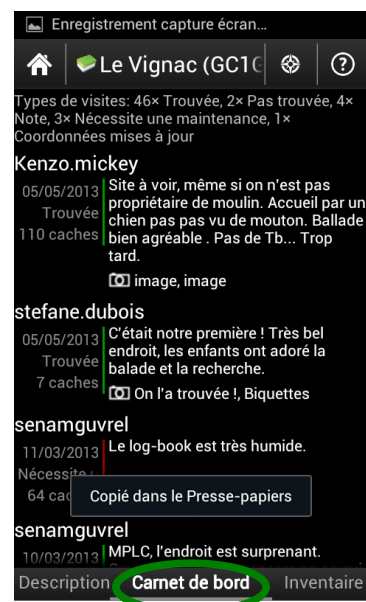 Enregistrement capture écran...
Le Vignac (GC1G
Types de visites: 46× Trouvée, 2× Pas trouvée, 4×
Note, 3× Nécessite une maintenance, 1×
Coordonnées mises à jour
Kenzo.mickey
05/05/2013
Trouvée
110 caches
Site à voir, même si on n'est pas
propriétaire de moulin. Accueil par un
chien pas pas vu de mouton. Ballade
bien agréable . Pas de Tb... Trop
tard.
image, image
stefane.dubois
05/05/2013
Trouvée
7 caches
C'était notre première ! Très bel
endroit, les enfants ont adoré la
balade et la recherche.
On l'a trouvée !, Biquettes
senamguvrel
11/03/2013
Nécessite
64 cac
Le log-book est très humide.
Copié dans le Presse-papiers
senamguvrel
10/03/2013
MPLC, l'endroit est surprenant.
Description
Carnet de bord
Inventaire